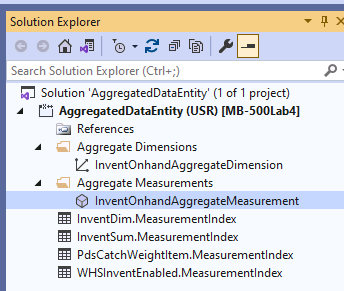 Solution Explorer
Search Solution Explorer (Ctrl+;)
Solution 'AggregatedDataEntity' (1 of 1 project)
AggregatedDataEntity (USR) [MB-500Lab4]
References
Aggregate Dimensions
InventOnhandAggregateDimension
Aggregate Measurements
InventOnhandAggregateMeasurement
InventDim.MeasurementIndex
InventSum.MeasurementIndex
PdsCatchWeightItem.MeasurementIndex
WHSInventEnabled.MeasurementIndex